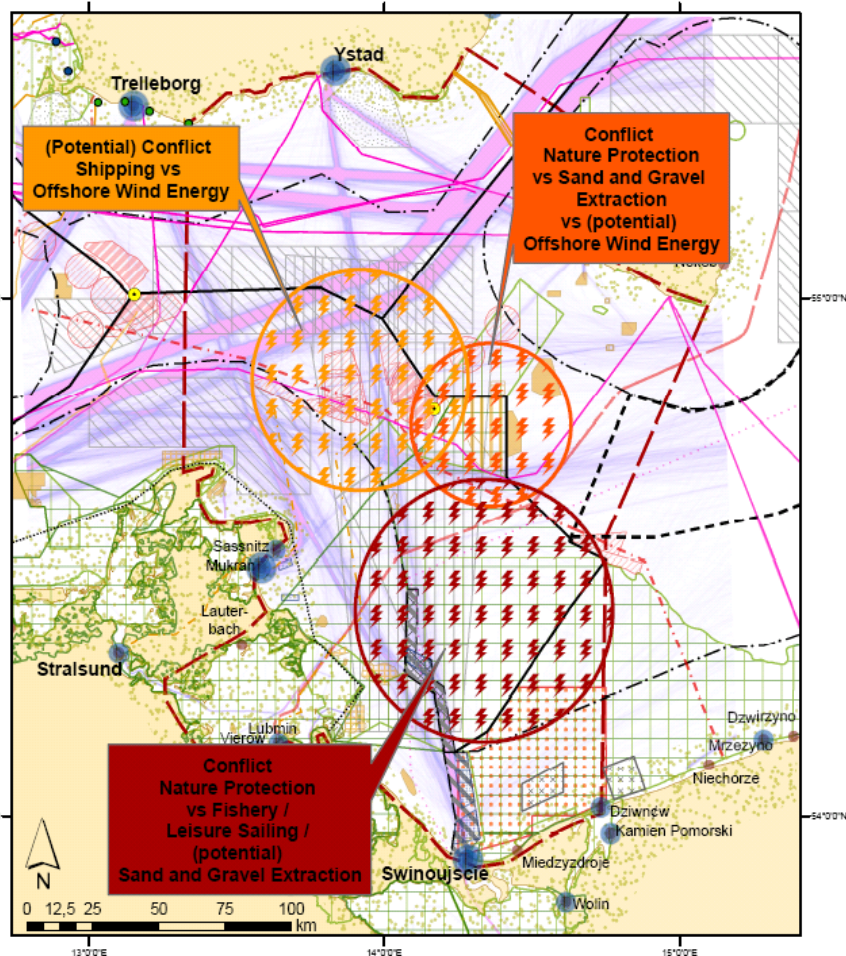 Ystad
Trelleborg
(Potential) Conflict
Shipping vs
Offshore Wind Energy
Conflict
Nature Protection
vs Sand and Gravel
Extraction
vs (potential)
Offshore Wind Energy
55°0'0"N
Sassnitz
Mukran
Lauter-
bach
Stralsund
Lubmin
Vierow
Dzwirzyno
Mrzezyno
Niechorze
Conflict
Nature Protection
vs Fishery /
Leisure Sailing /
(potential)
Sand and Gravel Extraction
54°0'0"N
Dziwnów
Kamien Pomorski
Miedzyzdroje
Swinoujscie
Wolin
N
0 12,5 25 50 75 100
km
13°0'0"E 14°0'0"E 15°0'0"E